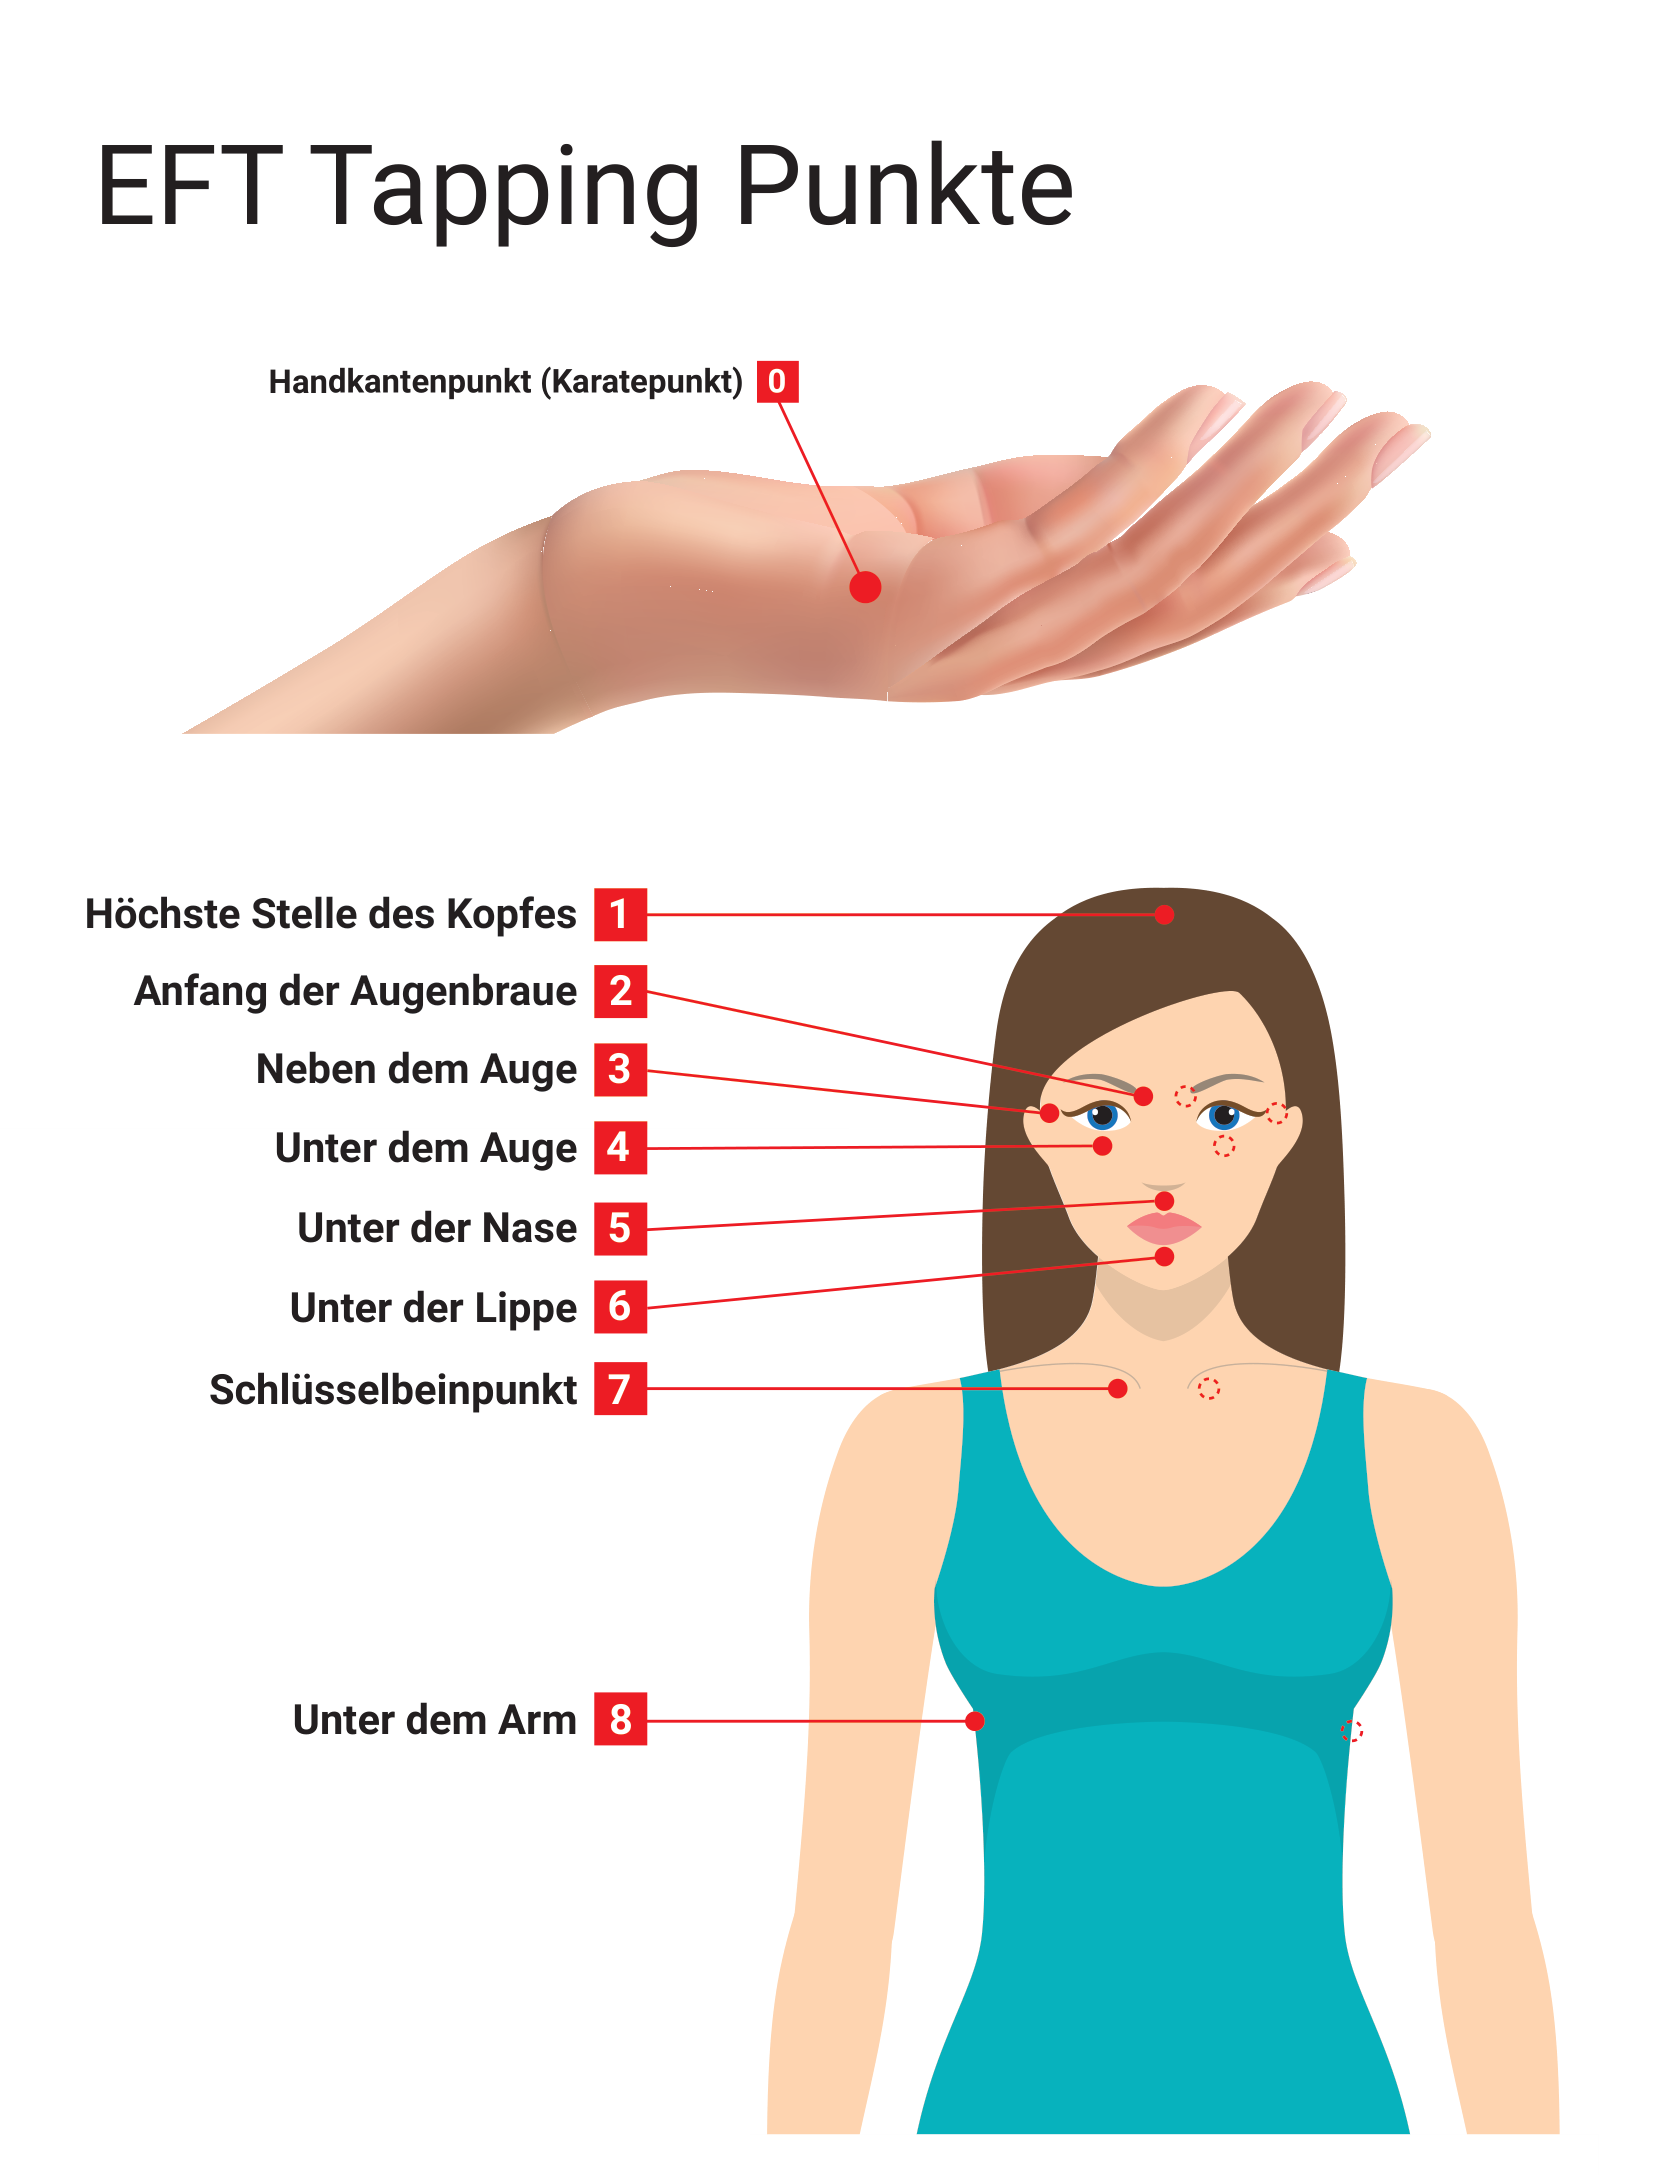 EFT Tapping Punkte
Handkantenpunkt (Karatepunkt) 0
Höchste Stelle des Kopfes 1
Anfang der Augenbraue 2
Neben dem Auge 3
Unter dem Auge 4
Unter der Nase 5
Unter der Lippe 6
Schlüsselbeinpunkt 7
Unter dem Arm 8